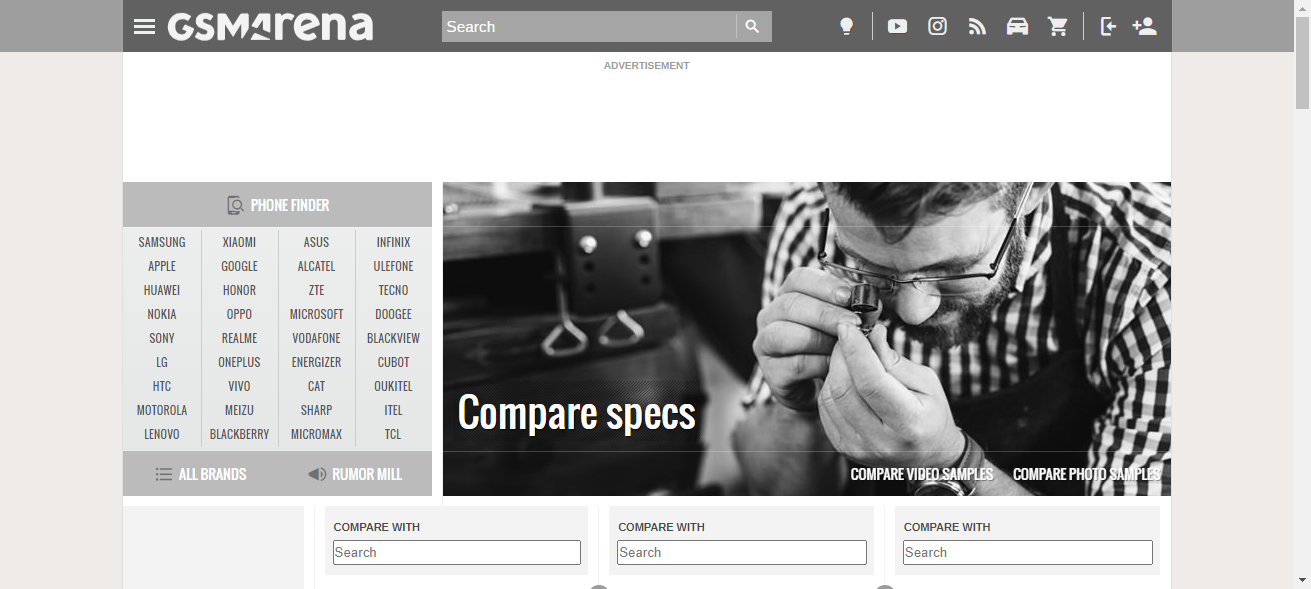 GSMArena
Search
ADVERTISEMENT
PHONE FINDER
SAMSUNG XIAOMI ASUS INFINIX
APPLE GOOGLE ALCATEL ULEFONE
HUAWEI HONOR ZTE TECNO
NOKIA OPPO MICROSOFT DOOGEE
SONY REALME VODAFONE BLACKVIEW
LG ONEPLUS ENERGIZER CUBOT
HTC VIVO CAT OUKITEL
MOTOROLA MEIZU SHARP ITEL
LENOVO BLACKBERRY MICROMAX TCL
ALL BRANDS RUMOR MILL
Compare specs
COMPARE VIDEO SAMPLES COMPARE PHOTO SAMPLES
COMPARE WITH COMPARE WITH COMPARE WITH
Search Search Search